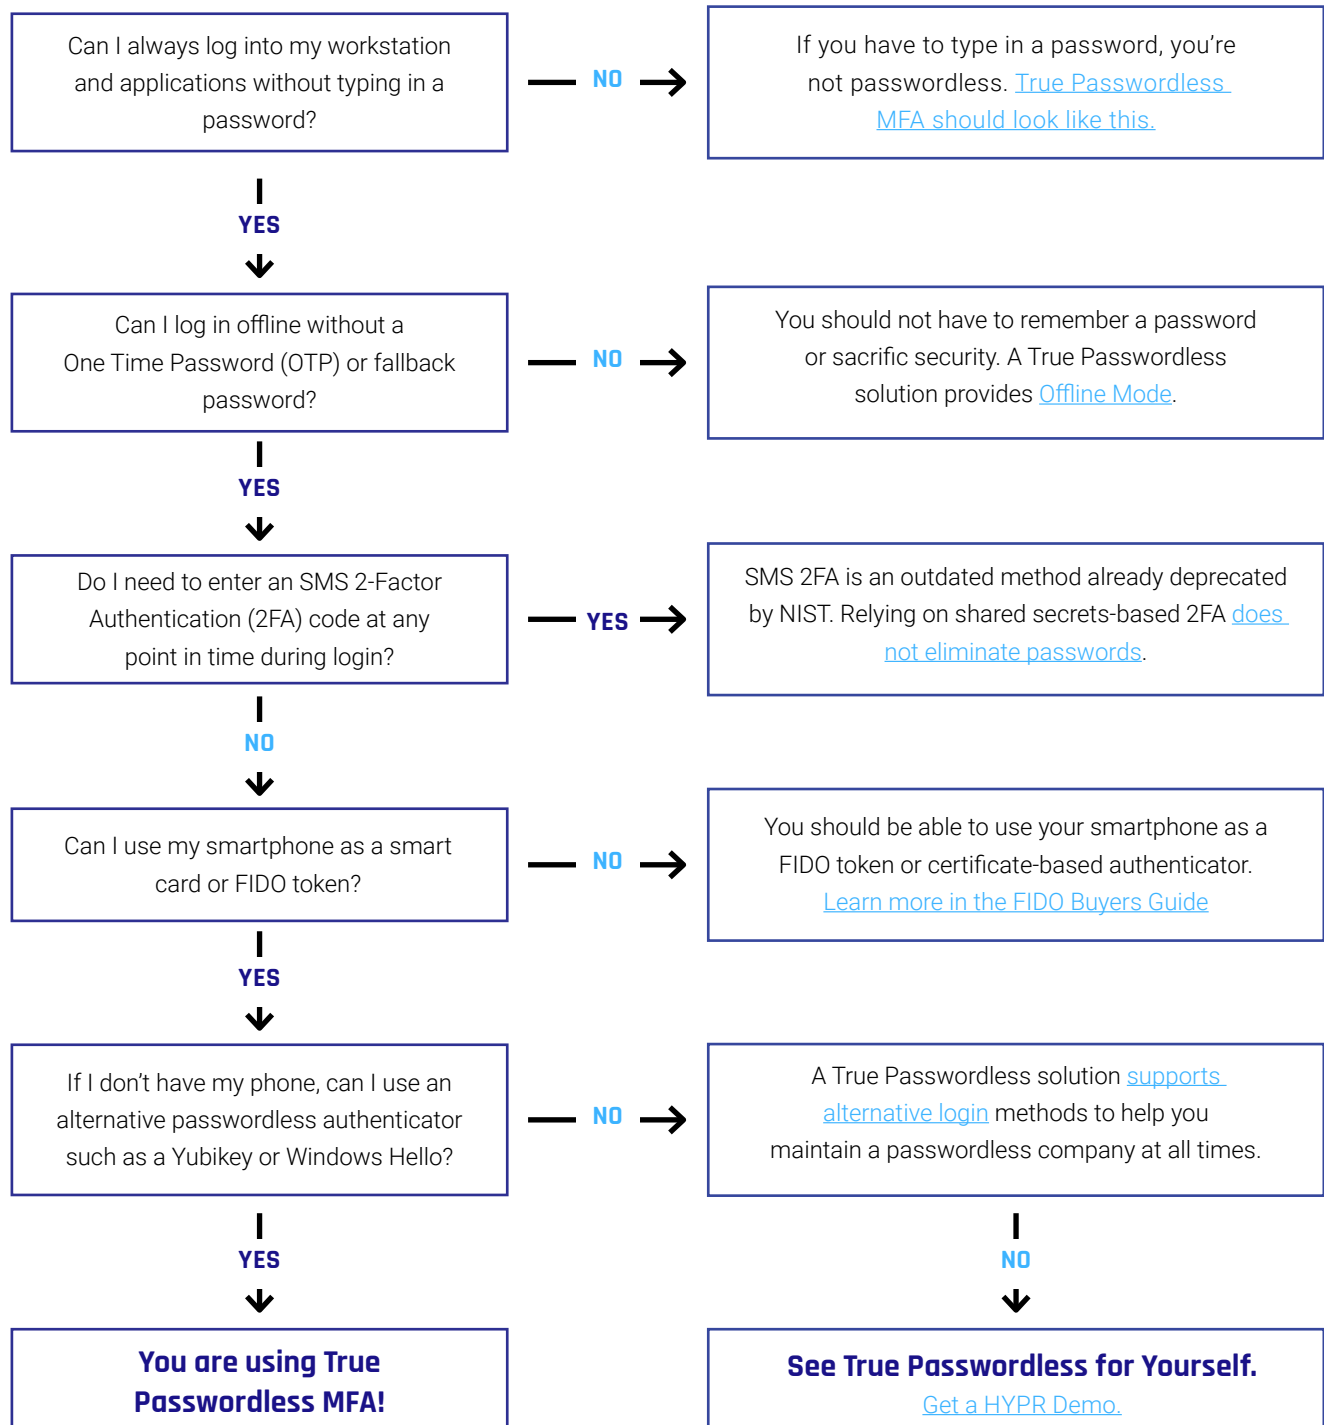 Can I always log into my workstation
and applications without typing in a
password?
NO
If you have to type in a password, you’re
not passwordless. True Passwordless
MFA should look like this.
YES
Can I log in offline without a
One Time Password (OTP) or fallback
password?
NO
You should not have to remember a password
or sacrific security. A True Passwordless
solution provides Offline Mode.
YES
Do I need to enter an SMS 2-Factor
Authentication (2FA) code at any
point in time during login?
YES
SMS 2FA is an outdated method already deprecated
by NIST. Relying on shared secrets-based 2FA does
not eliminate passwords.
NO
Can I use my smartphone as a smart
card or FIDO token?
NO
You should be able to use your smartphone as a
FIDO token or certificate-based authenticator.
Learn more in the FIDO Buyers Guide
YES
If I don’t have my phone, can I use an
alternative passwordless authenticator
such as a Yubikey or Windows Hello?
NO
A True Passwordless solution supports
alternative login methods to help you
maintain a passwordless company at all times.
YES
NO
You are using True
Passwordless MFA!
See True Passwordless for Yourself.
Get a HYPR Demo.